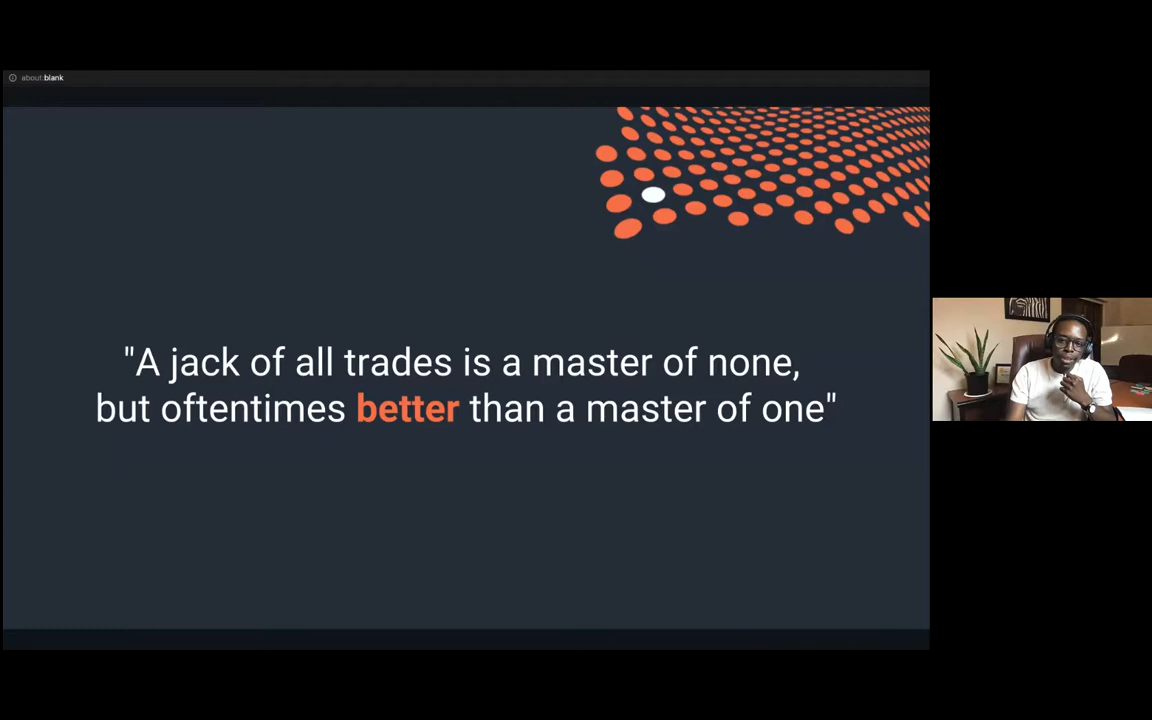 about:blank
"A jack of all trades is a master of none,
but oftentimes better than a master of one"